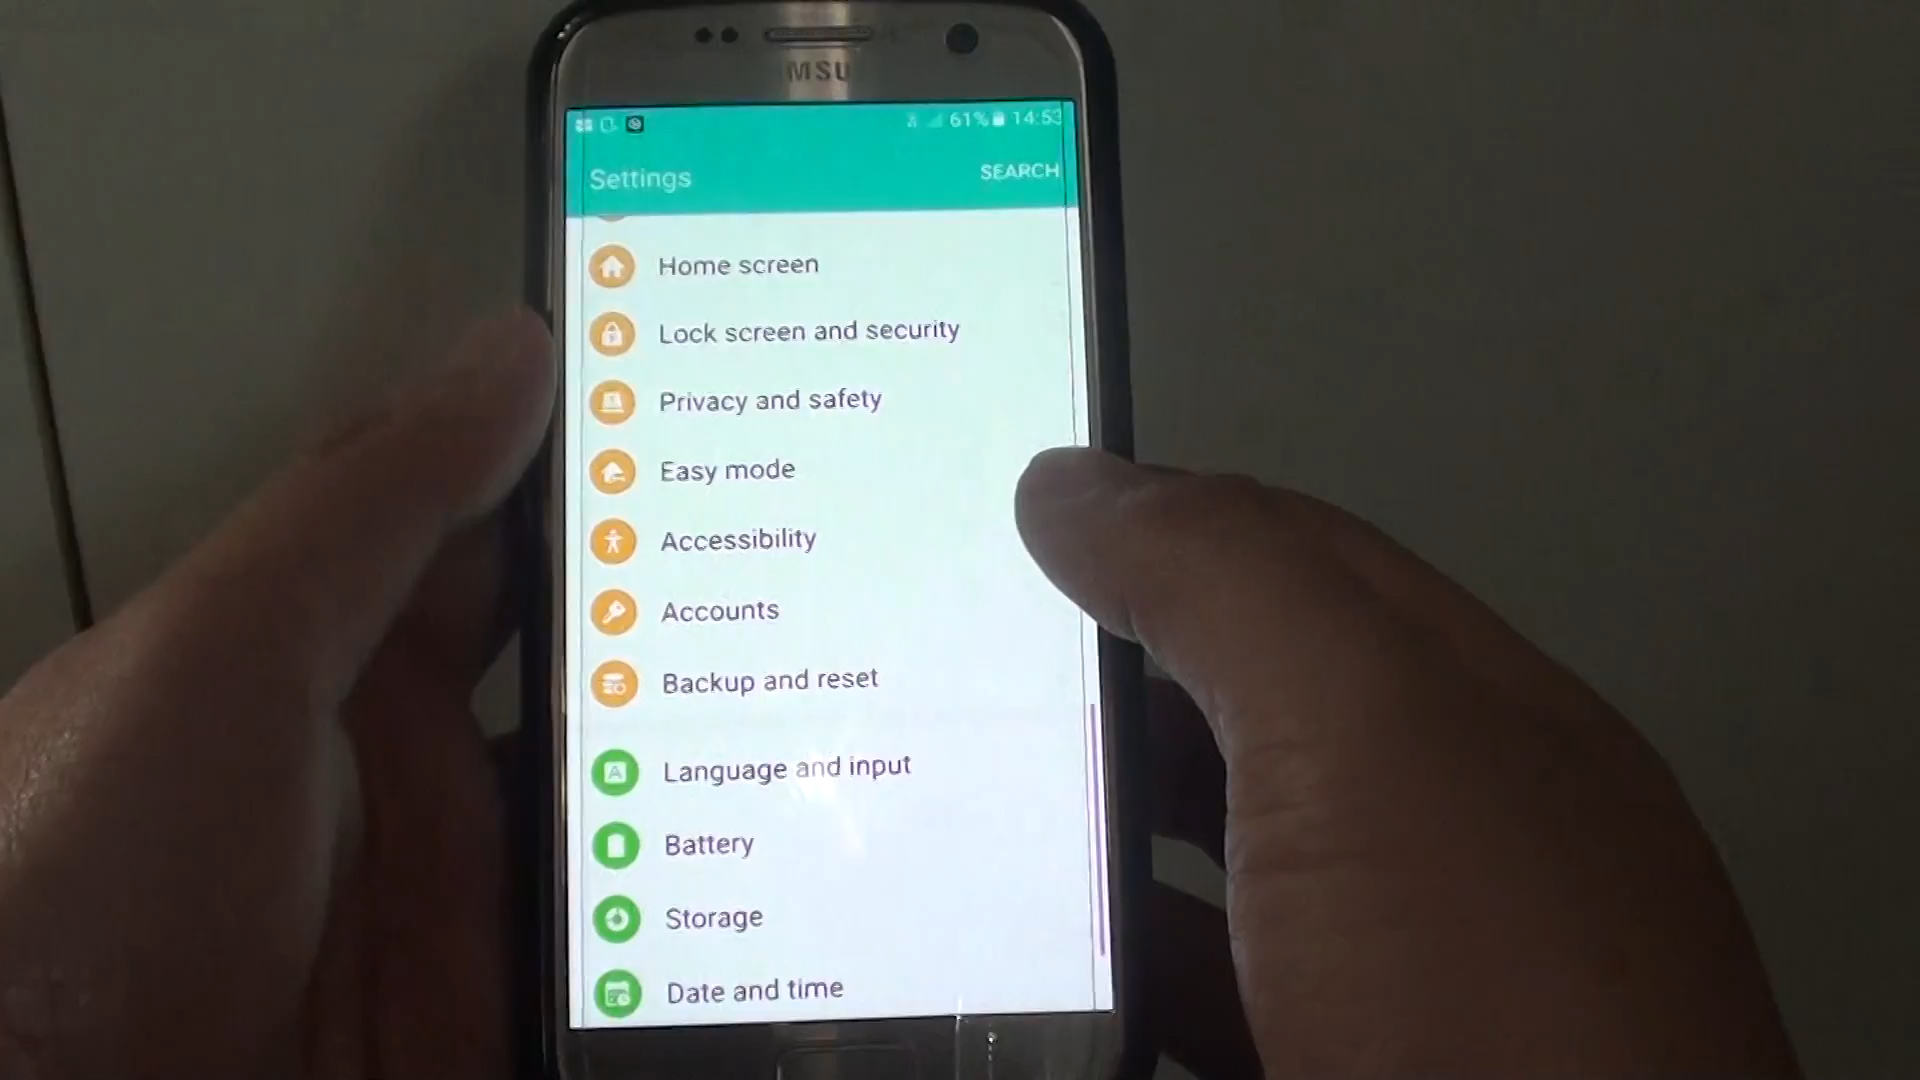 MSU
61% 14:53
Settings
SEARCH
Home screen
Lock screen and security
Privacy and safety
Easy mode
Accessibility
Accounts
Backup and reset
Language and input
Battery
Storage
Date and time